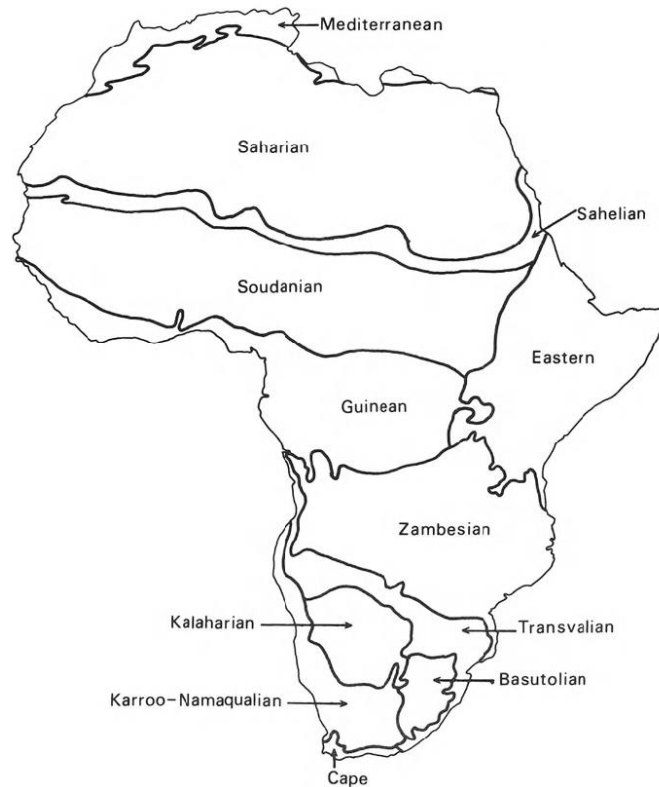 Mediterranean
Saharian
Sahelian
Soudanian
Eastern
Guinean
Zambesian
Kalaharian
Transvalian
Basutolian
Karroo-Namaqualian
Cape